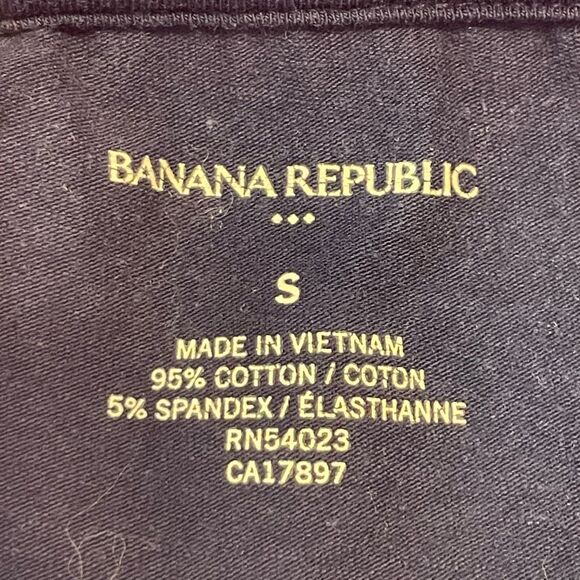 BANANA REPUBLIC
•••
S
MADE IN VIETNAM
95% COTTON / COTON
5% SPANDEX / ÉLASTHANNE
RN54023
CA17897